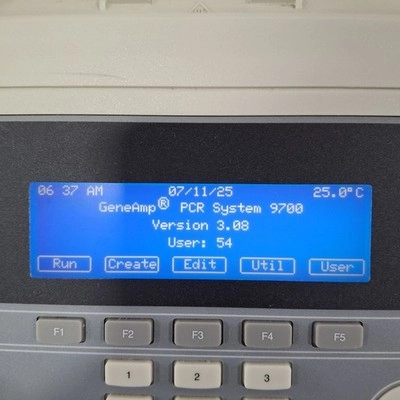 06 37 AM 07/11/25 25.0°C
GeneAmp® PCR System 9700
Version 3.08
User: 54
Run Create Edit Util User
F1 F2 F3 F4 F5
1 2 3